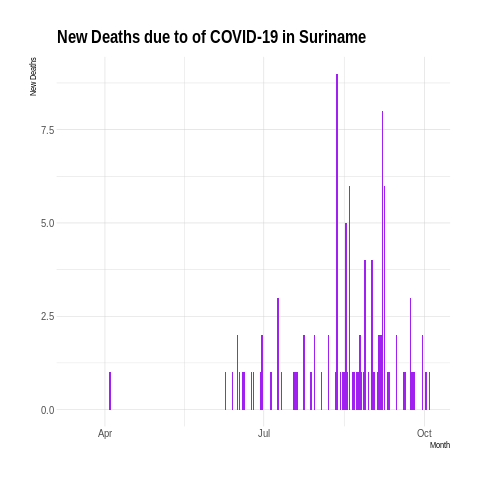 New Deaths due to of COVID-19 in Suriname
New Deaths
7.5
5.0
2.5
0.0
Apr
Jul
Oct
Month